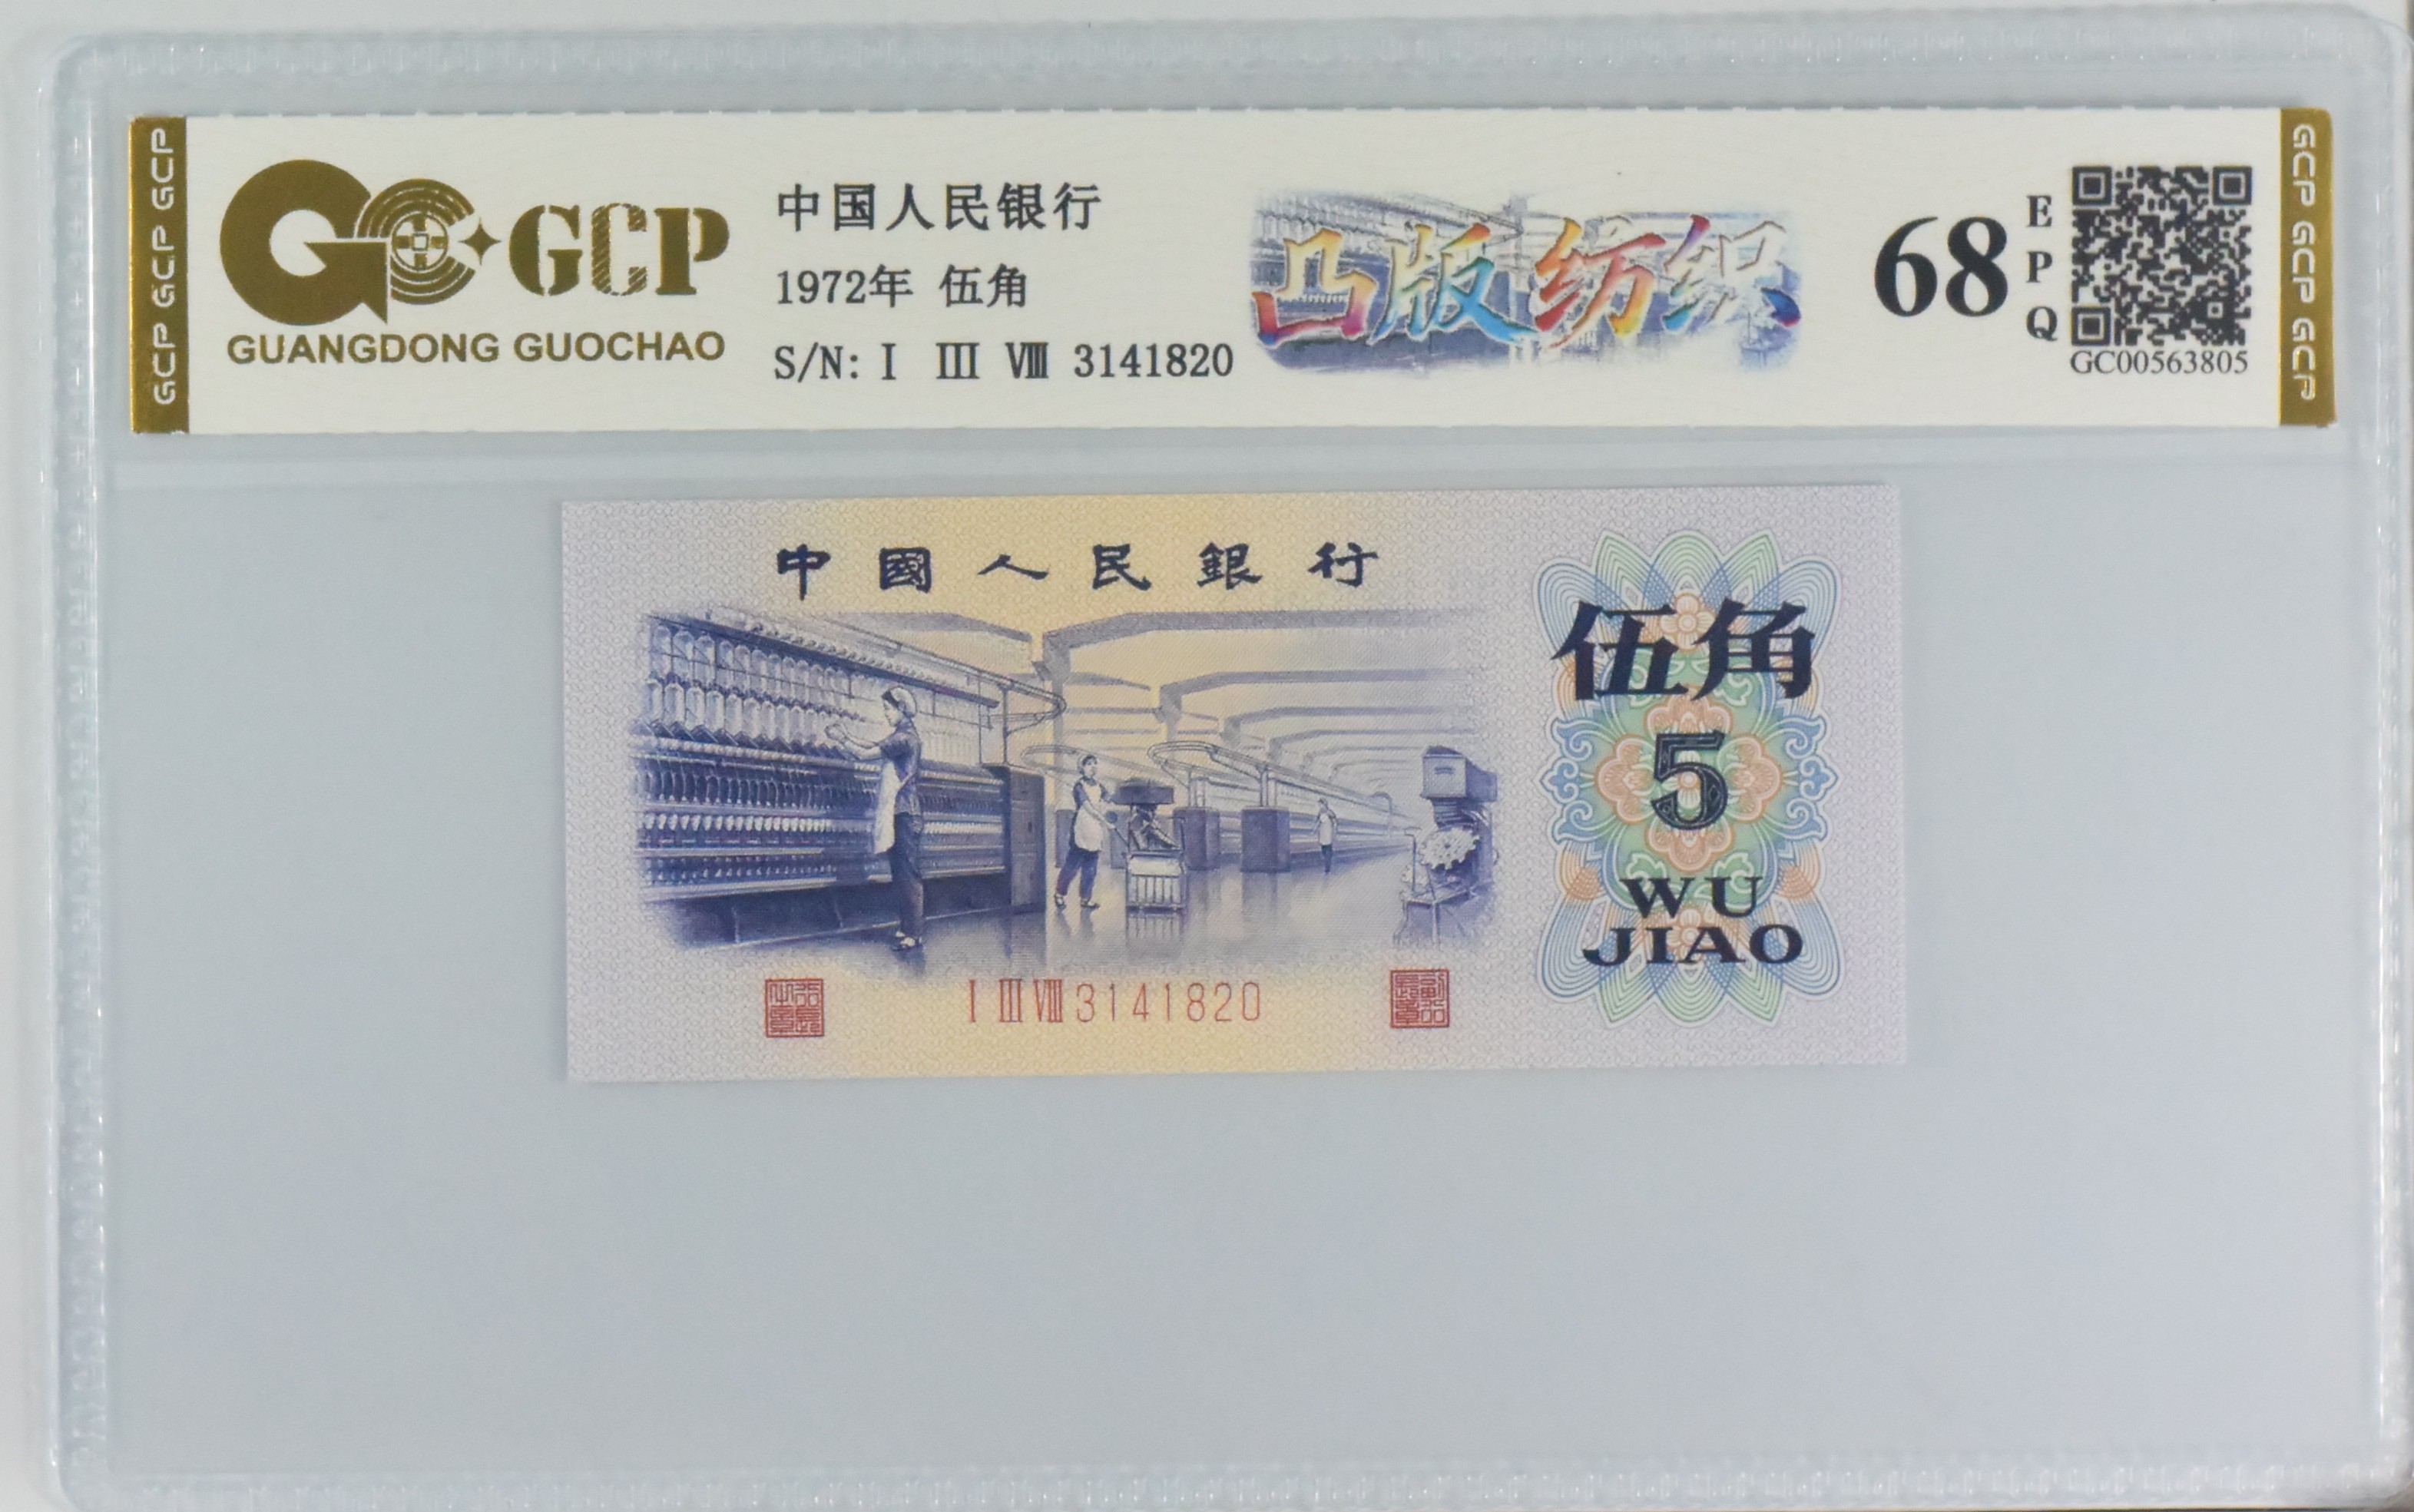 GCP GCP GCP
GCP
GUANGDONG GUOCHAO
中国人民银行
1972年 伍角
S/N: I III VIII 3141820
凸版纺织
68
EPQ
GC00563805
GCP GCP GCP
中國人民銀行
伍角
5
WU
JIAO
I III VIII 3141820